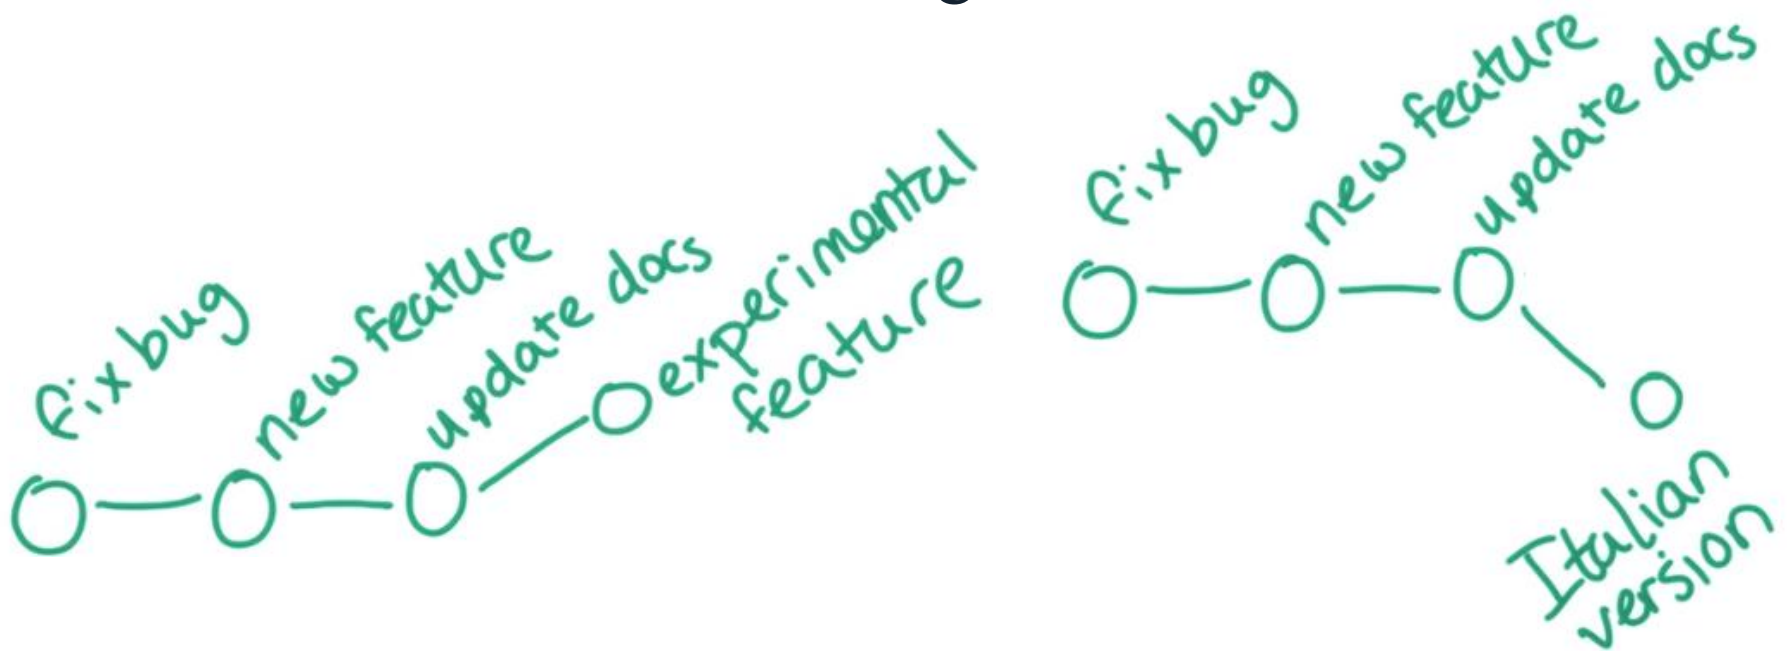 fix bug
new feature
update docs
experimental
feature
fix bug
new feature
update docs
Italian
version